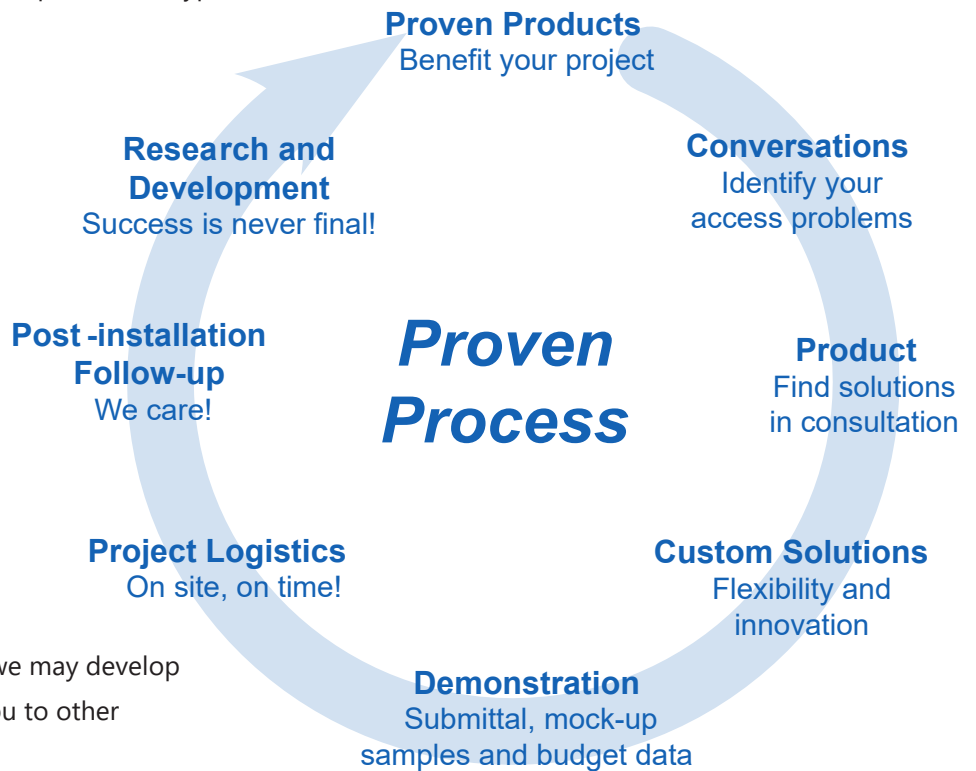 Proven Products
Benefit your project
Conversations
Identify your
access problems
Product
Find solutions
in consultation
Custom Solutions
Flexibility and
innovation
Demonstration
Submittal, mock-up
samples and budget data
Project Logistics
On site, on time!
Post -installation
Follow-up
We care!
Research and
Development
Success is never final!
Proven
Process
we may develop
to other